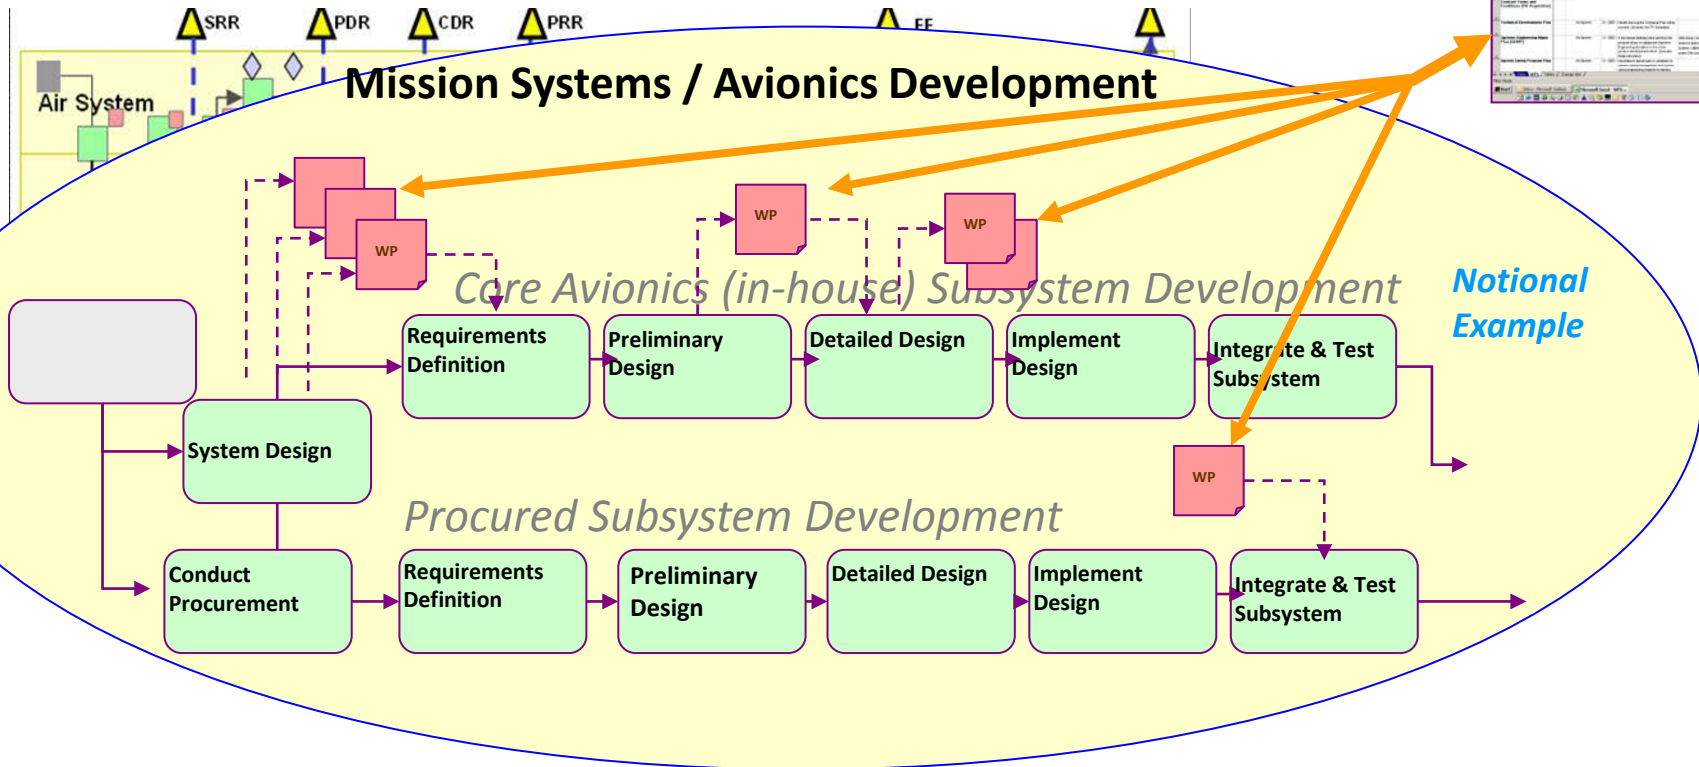 SRR
PDR
CDR
PRR
FF
Air System
Mission Systems / Avionics Development
WP
WP
WP
Core Avionics (in-house) Subsystem Development
Notional
Example
Requirements
Definition
Preliminary
Design
Detailed Design
Implement
Design
Integrate & Test
Subsystem
System Design
WP
Procured Subsystem Development
Conduct
Procurement
Requirements
Definition
Preliminary
Design
Detailed Design
Implement
Design
Integrate & Test
Subsystem